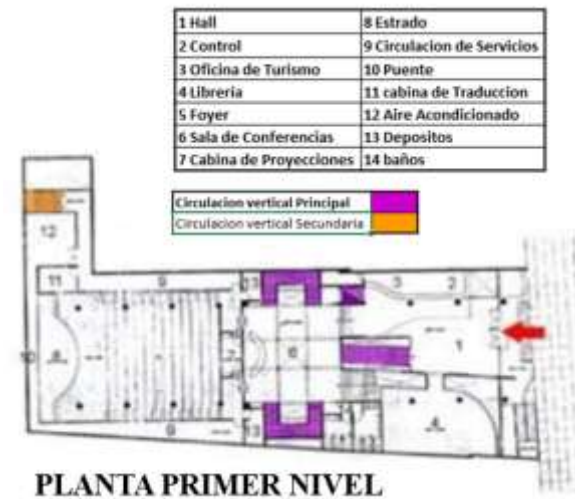 1 Hall
8 Estrado
2 Control
9 Circulacion de Servicios
3 Oficina de Turismo
10 Puente
4 Libreria
11 cabina de Traduccion
5 Foyer
12 Aire Acondicionado
6 Sala de Conferencias
13 Depositos
7 Cabina de Proyecciones
14 baños
Circulacion vertical Principal
Circulacion vertical Secundaria
12
11
9
13
3
2
10
8
7
6
1
4
9
13
PLANTA PRIMER NIVEL